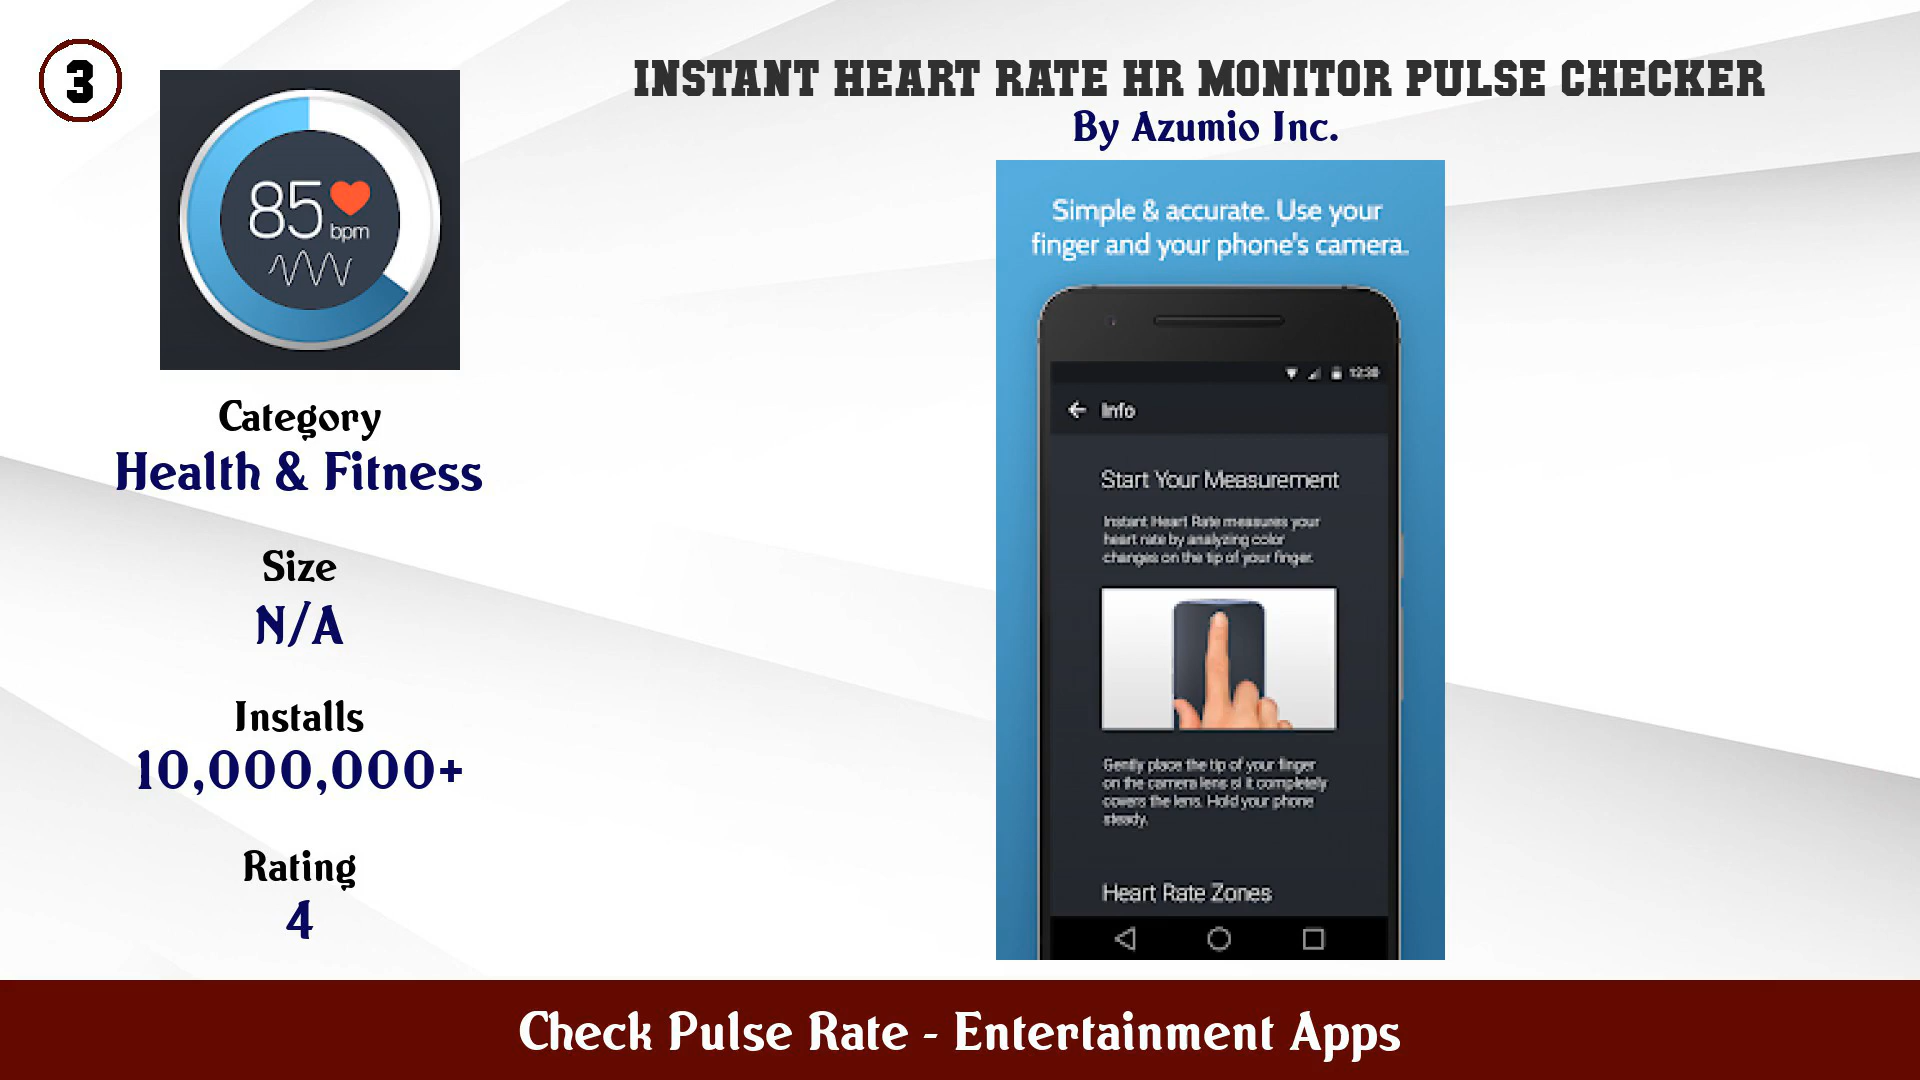 3
INSTANT HEART RATE HR MONITOR PULSE CHECKER
By Azumio Inc.
85
bpm
Category
Health & Fitness
Size
N/A
Installs
10,000,000+
Rating
4
Simple & accurate. Use your
finger and your phone's camera.
12:30
Info
Start Your Measurement
Instant Heart Rate measures your
heart rate by analyzing color
changes on the tip of your finger.
Gently place the tip of your finger
on the camera lens si it completely
covers the lens. Hold your phone
steady.
Heart Rate Zones
Check Pulse Rate - Entertainment Apps